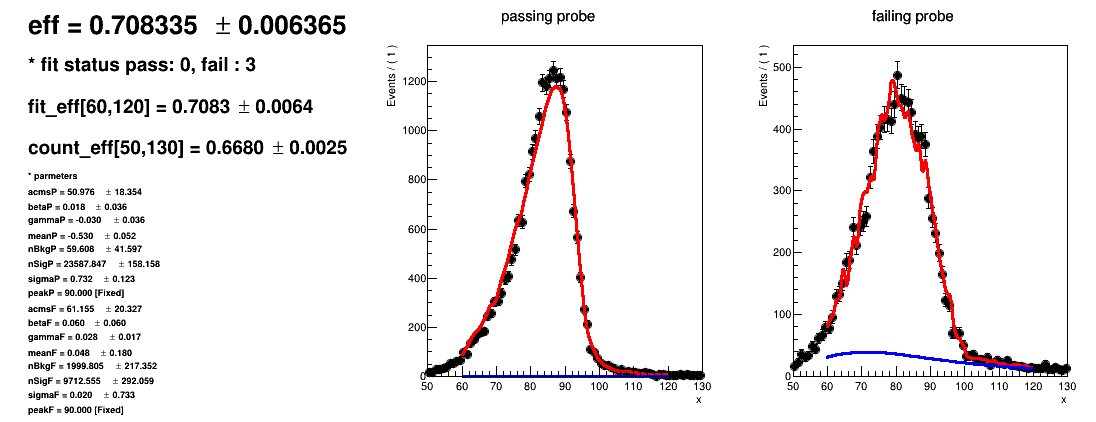 eff = 0.708335 ± 0.006365
* fit status pass: 0, fail : 3
fit_eff[60,120] = 0.7083 ± 0.0064
count_eff[50,130] = 0.6680 ± 0.0025
* parmeters
acmsP = 50.976 ± 18.354
betaP = 0.018 ± 0.036
gammaP = -0.030 ± 0.036
meanP = -0.530 ± 0.052
nBkgP = 59.608 ± 41.597
nSigP = 23587.847 ± 158.158
sigmaP = 0.732 ± 0.123
peakP = 90.000 [Fixed]
acmsF = 61.155 ± 20.327
betaF = 0.060 ± 0.060
gammaF = 0.028 ± 0.017
meanF = 0.048 ± 0.180
nBkgF = 1999.805 ± 217.352
nSigF = 9712.555 ± 292.059
sigmaF = 0.020 ± 0.733
peakF = 90.000 [Fixed]
passing probe
Events / ( 1 )
1200
1000
800
600
400
200
0
50 60 70 80 90 100 110 120 130
x
failing probe
Events / ( 1 )
500
400
300
200
100
0
50 60 70 80 90 100 110 120 130
x